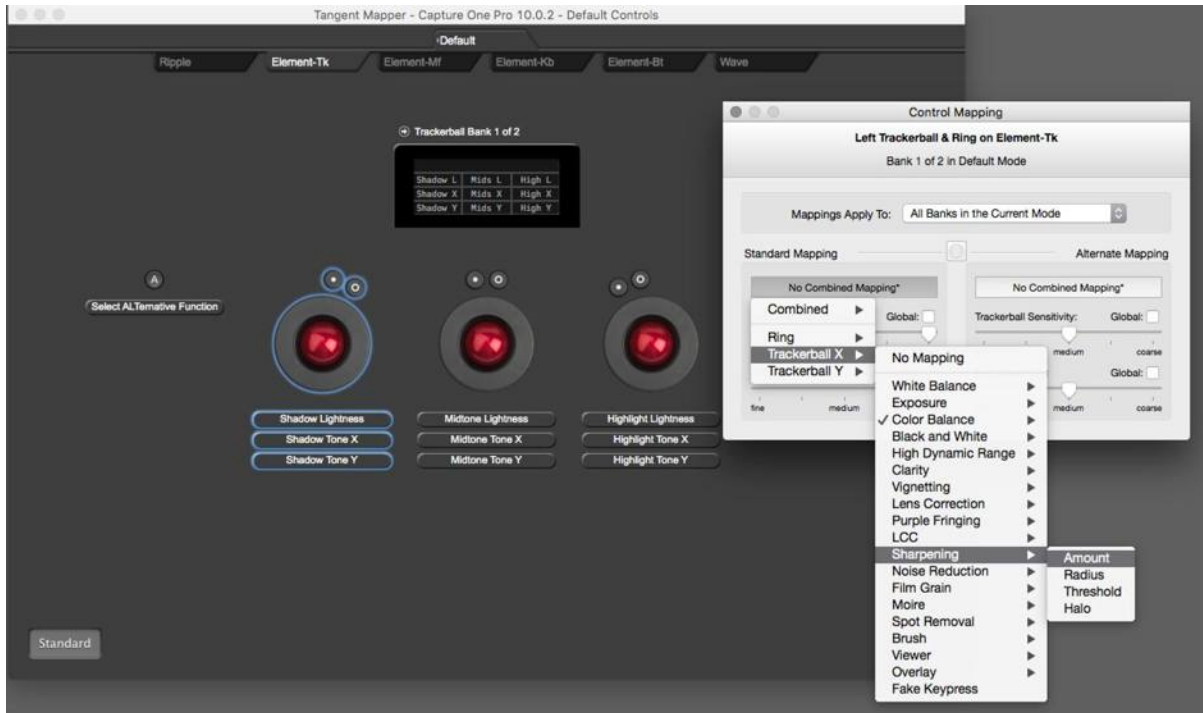 Tangent Mapper - Capture One Pro 10.0.2 - Default Controls
Default
Ripple Element-Tk Element-Mf Element-Kb Element-Bt Wave
Trackerball Bank 1 of 2
Shadow L Mids L High L
Shadow X Mids X High X
Shadow Y Mids Y High Y
A
Select ALTernative Function
Shadow Lightness Midtone Lightness Highlight Lightness
Shadow Tone X Midtone Tone X Highlight Tone X
Shadow Tone Y Midtone Tone Y Highlight Tone Y
Standard
Control Mapping
Left Trackerball & Ring on Element-Tk
Bank 1 of 2 in Default Mode
Mappings Apply To: All Banks in the Current Mode
Standard Mapping Alternate Mapping
No Combined Mapping* No Combined Mapping*
Global: Trackerball Sensitivity: Global:
medium coarse
Global:
fine medium medium coarse
Combined
Ring
Trackerball X
Trackerball Y
No Mapping
White Balance
Exposure
✓ Color Balance
Black and White
High Dynamic Range
Clarity
Vignetting
Lens Correction
Purple Fringing
LCC
Sharpening
Noise Reduction
Film Grain
Moire
Spot Removal
Brush
Viewer
Overlay
Fake Keypress
Amount
Radius
Threshold
Halo